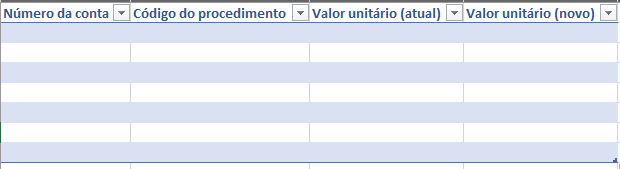 Número da conta Código do procedimento Valor unitário (atual) Valor unitário (novo)